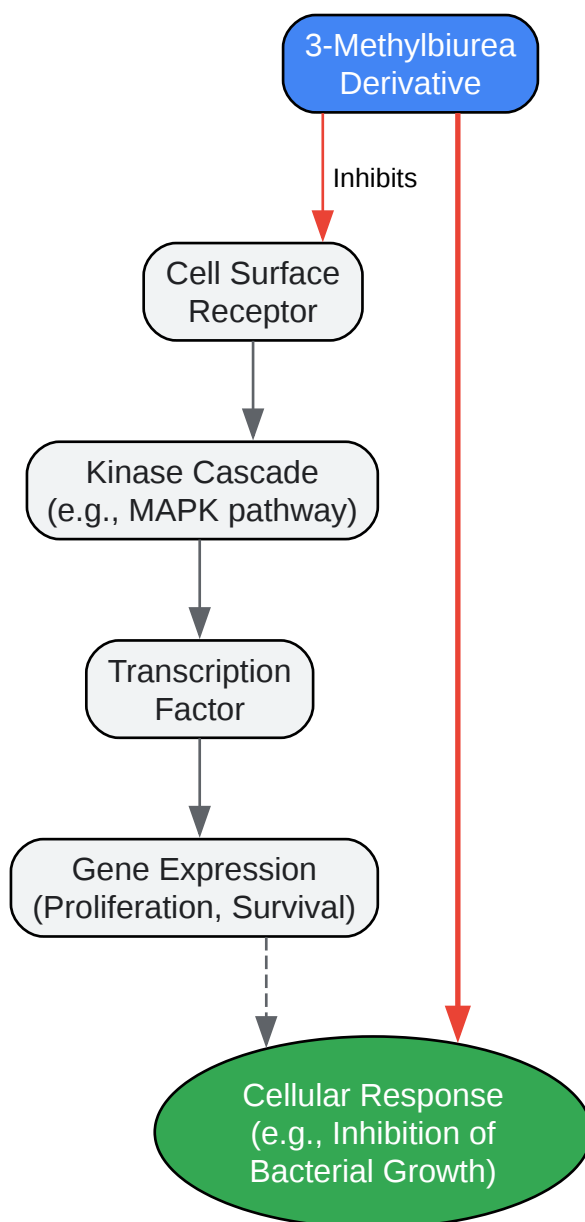 3-Methylbiurea
Derivative
Inhibits
Cell Surface
Receptor
Kinase Cascade
(e.g., MAPK pathway)
Transcription
Factor
Gene Expression
(Proliferation, Survival)
Cellular Response
(e.g., Inhibition of
Bacterial Growth)